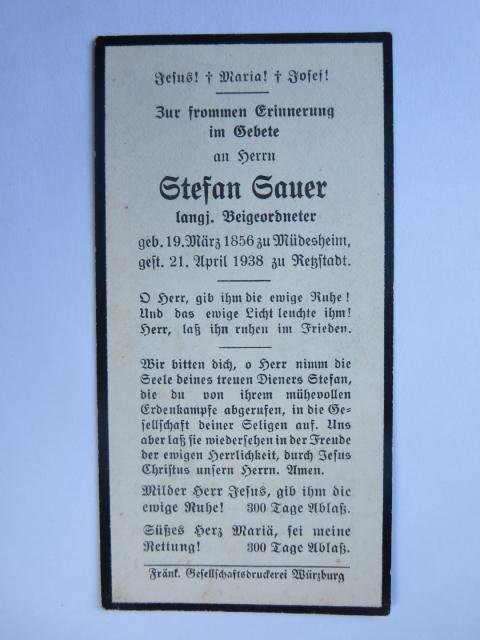 Jesus! † Maria! † Josef!
Zur frommen Erinnerung
im Gebete
an Herrn
Stefan Sauer
langj. Beigeordneter
geb. 19. März 1856 zu Müdesheim,
gest. 21. April 1938 zu Retzstadt.
O Herr, gib ihm die ewige Ruhe!
Und das ewige Licht leuchte ihm!
Herr, laß ihn ruhen im Frieden.
Wir bitten dich, o Herr nimm die
Seele deines treuen Dieners Stefan,
die du von ihrem mühevollen
Erdenkampfe abgerufen, in die Ge-
sellschaft deiner Seligen auf. Uns
aber laß sie wiedersehen in der Freude
der ewigen Herrlichkeit, durch Jesus
Christus unsern Herrn. Amen.
Milder Herr Jesus, gib ihm die
ewige Ruhe! 300 Tage Ablaß.
Süßes Herz Mariä, sei meine
Rettung! 300 Tage Ablaß.
Fränk. Gesellschaftsdruckerei Würzburg